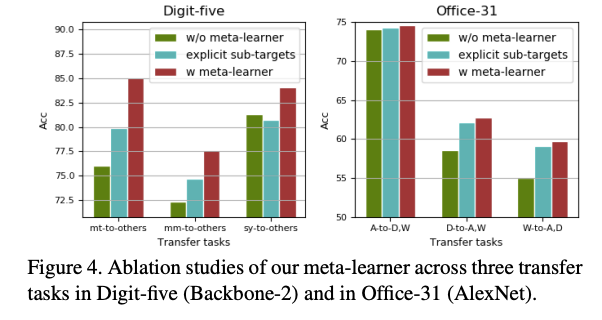 Digit-five
Acc
90.0
87.5
85.0
82.5
80.0
77.5
75.0
72.5
w/o meta-learner
explicit sub-targets
w meta-learner
mt-to-others
mm-to-others
sy-to-others
Transfer tasks
Office-31
Acc
75
70
65
60
55
50
w/o meta-learner
explicit sub-targets
w meta-learner
A-to-D,W
D-to-A,W
W-to-A,D
Transfer tasks
Figure 4. Ablation studies of our meta-learner across three transfer
tasks in Digit-five (Backbone-2) and in Office-31 (AlexNet).